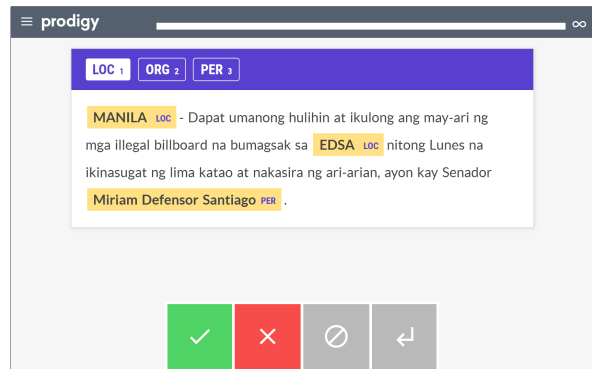 prodigy ∞
LOC 1 ORG 2 PER 3
MANILA LOC - Dapat umanong hulihin at ikulong ang may-ari ng
mga illegal billboard na bumagsak sa EDSA LOC nitong Lunes na
ikinasugat ng lima katao at nakasira ng ari-arian, ayon kay Senador
Miriam Defensor Santiago PER .